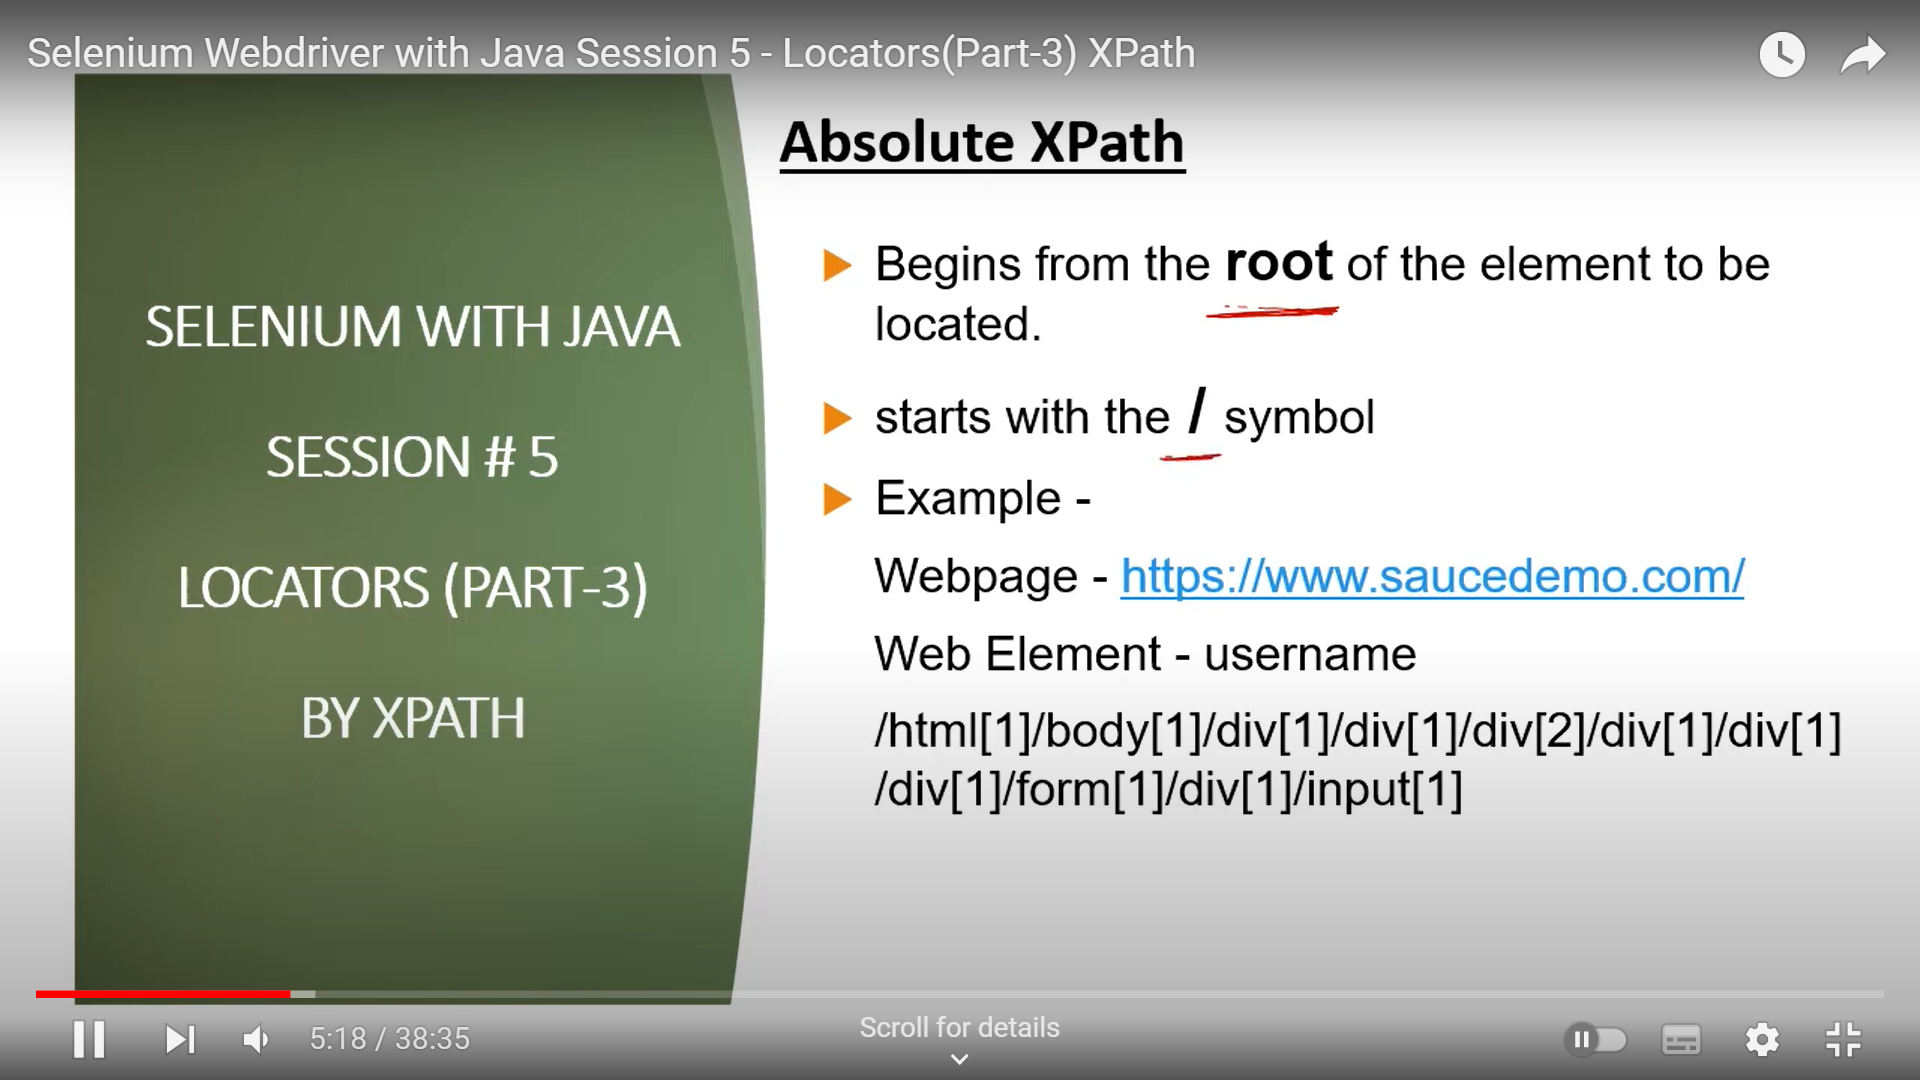 Selenium Webdriver with Java Session 5 - Locators(Part-3) XPath
SELENIUM WITH JAVA
SESSION # 5
LOCATORS (PART-3)
BY XPATH
Absolute XPath
Begins from the root of the element to be
located.
starts with the / symbol
Example -
Webpage - https://www.saucedemo.com/
Web Element - username
/html[1]/body[1]/div[1]/div[1]/div[2]/div[1]/div[1]
/div[1]/form[1]/div[1]/input[1]
5:18 / 38:35
Scroll for details